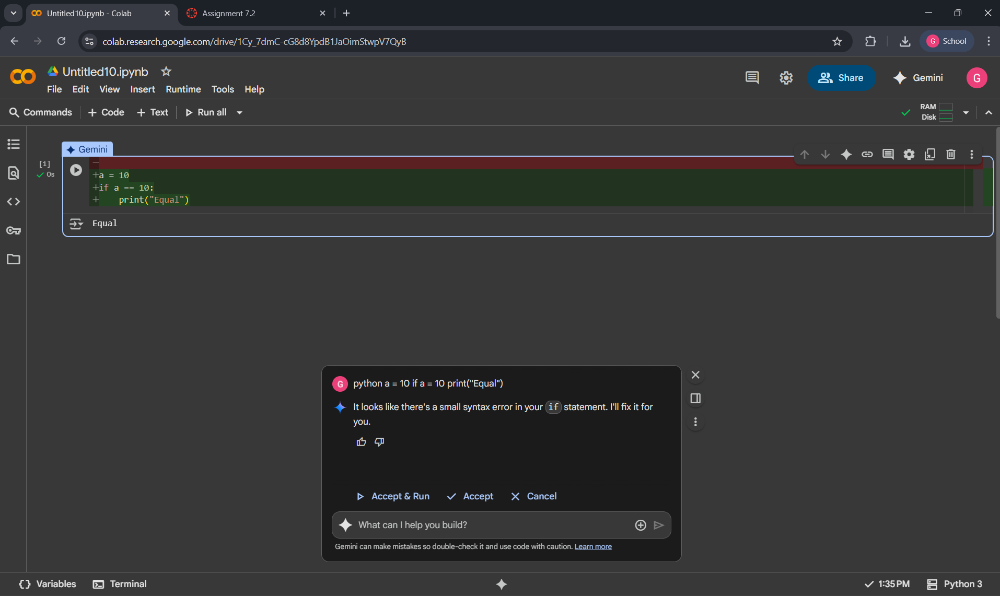 Untitled10.ipynb - Colab
Assignment 7.2
colab.research.google.com/drive/1Cy_7dmC-cG8d8YpdB1JaOimStwpV7QyB
G School
Untitled10.ipynb
File Edit View Insert Runtime Tools Help
Share
Gemini
G
Commands + Code + Text Run all
RAM
Disk
Gemini
[1]
0s
−
+a = 10
+if a == 10:
+    print("Equal")
Equal
G python a = 10 if a = 10 print("Equal")
It looks like there's a small syntax error in your if statement. I'll fix it for
you.
Accept & Run Accept Cancel
What can I help you build?
Gemini can make mistakes so double-check it and use code with caution. Learn more
{} Variables Terminal
1:35 PM Python 3